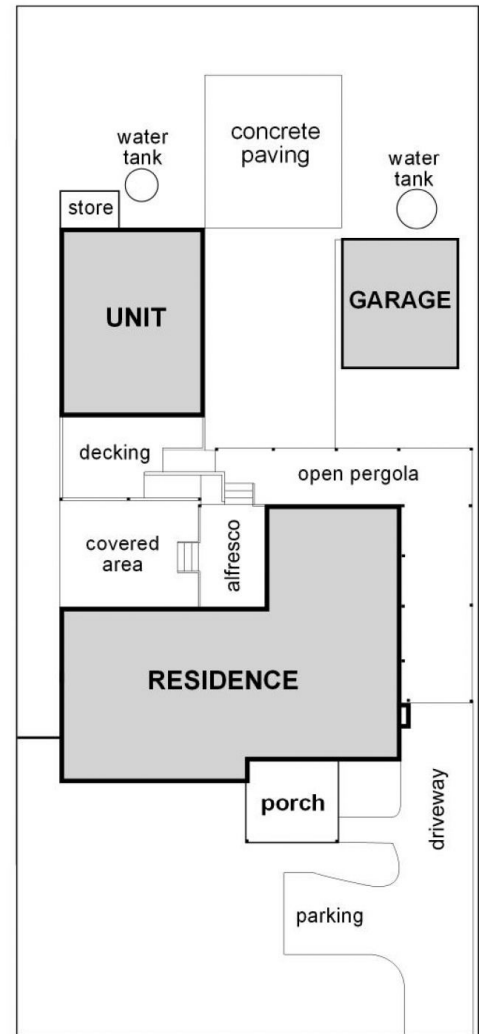 concrete
paving
water
tank
water
tank
store
UNIT
GARAGE
decking
open pergola
covered
area
alfresco
RESIDENCE
porch
driveway
parking